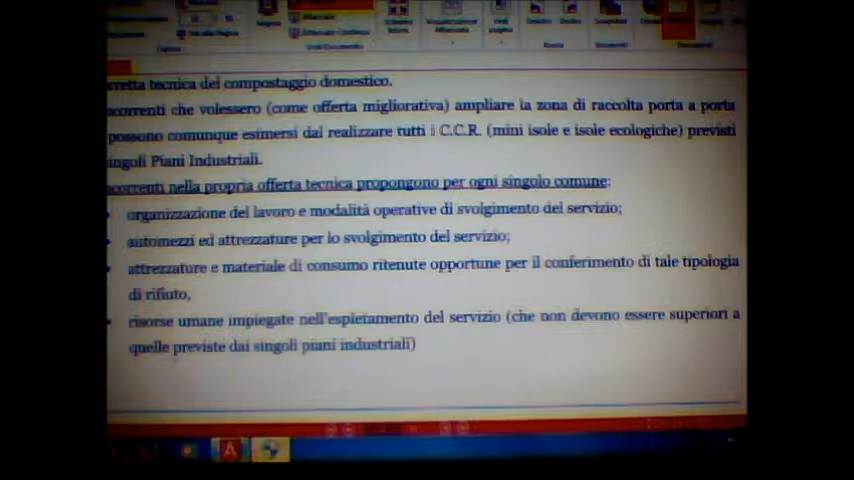 tecnica del compostaggio domestico.
che volessero (come offerta migliorativa) ampliare la zona di raccolta porta a porta
possono comunque esimersi dal realizzare tutti i C.C.R. (mini isole e isole ecologiche) previsti
Piani Industriali.
nella propria offerta tecnica propongono per ogni singolo comune:
organizzazione del lavoro e modalità operative di svolgimento del servizio;
automezzi ed attrezzature per lo svolgimento del servizio;
attrezzature e materiale di consumo ritenute opportune per il conferimento di tale tipologia
di rifiuto,
risorse umane impiegate nell'espletamento del servizio (che non devono essere superiori a
quelle previste dai singoli piani industriali)